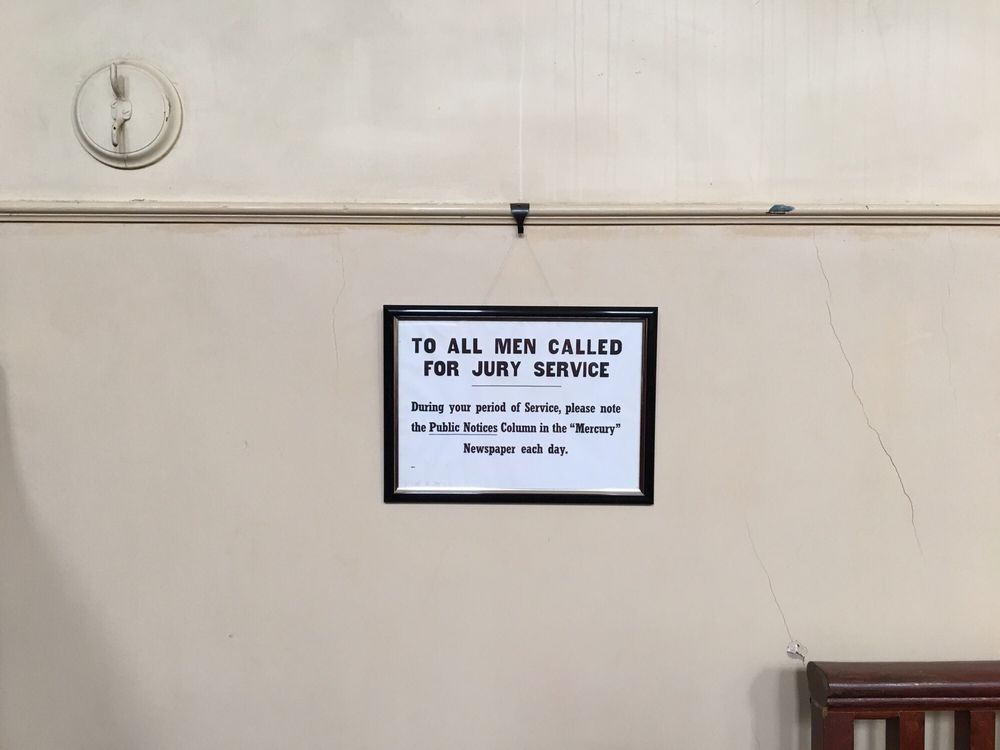 TO ALL MEN CALLED
FOR JURY SERVICE
During your period of Service, please note
the Public Notices Column in the “Mercury”
Newspaper each day.